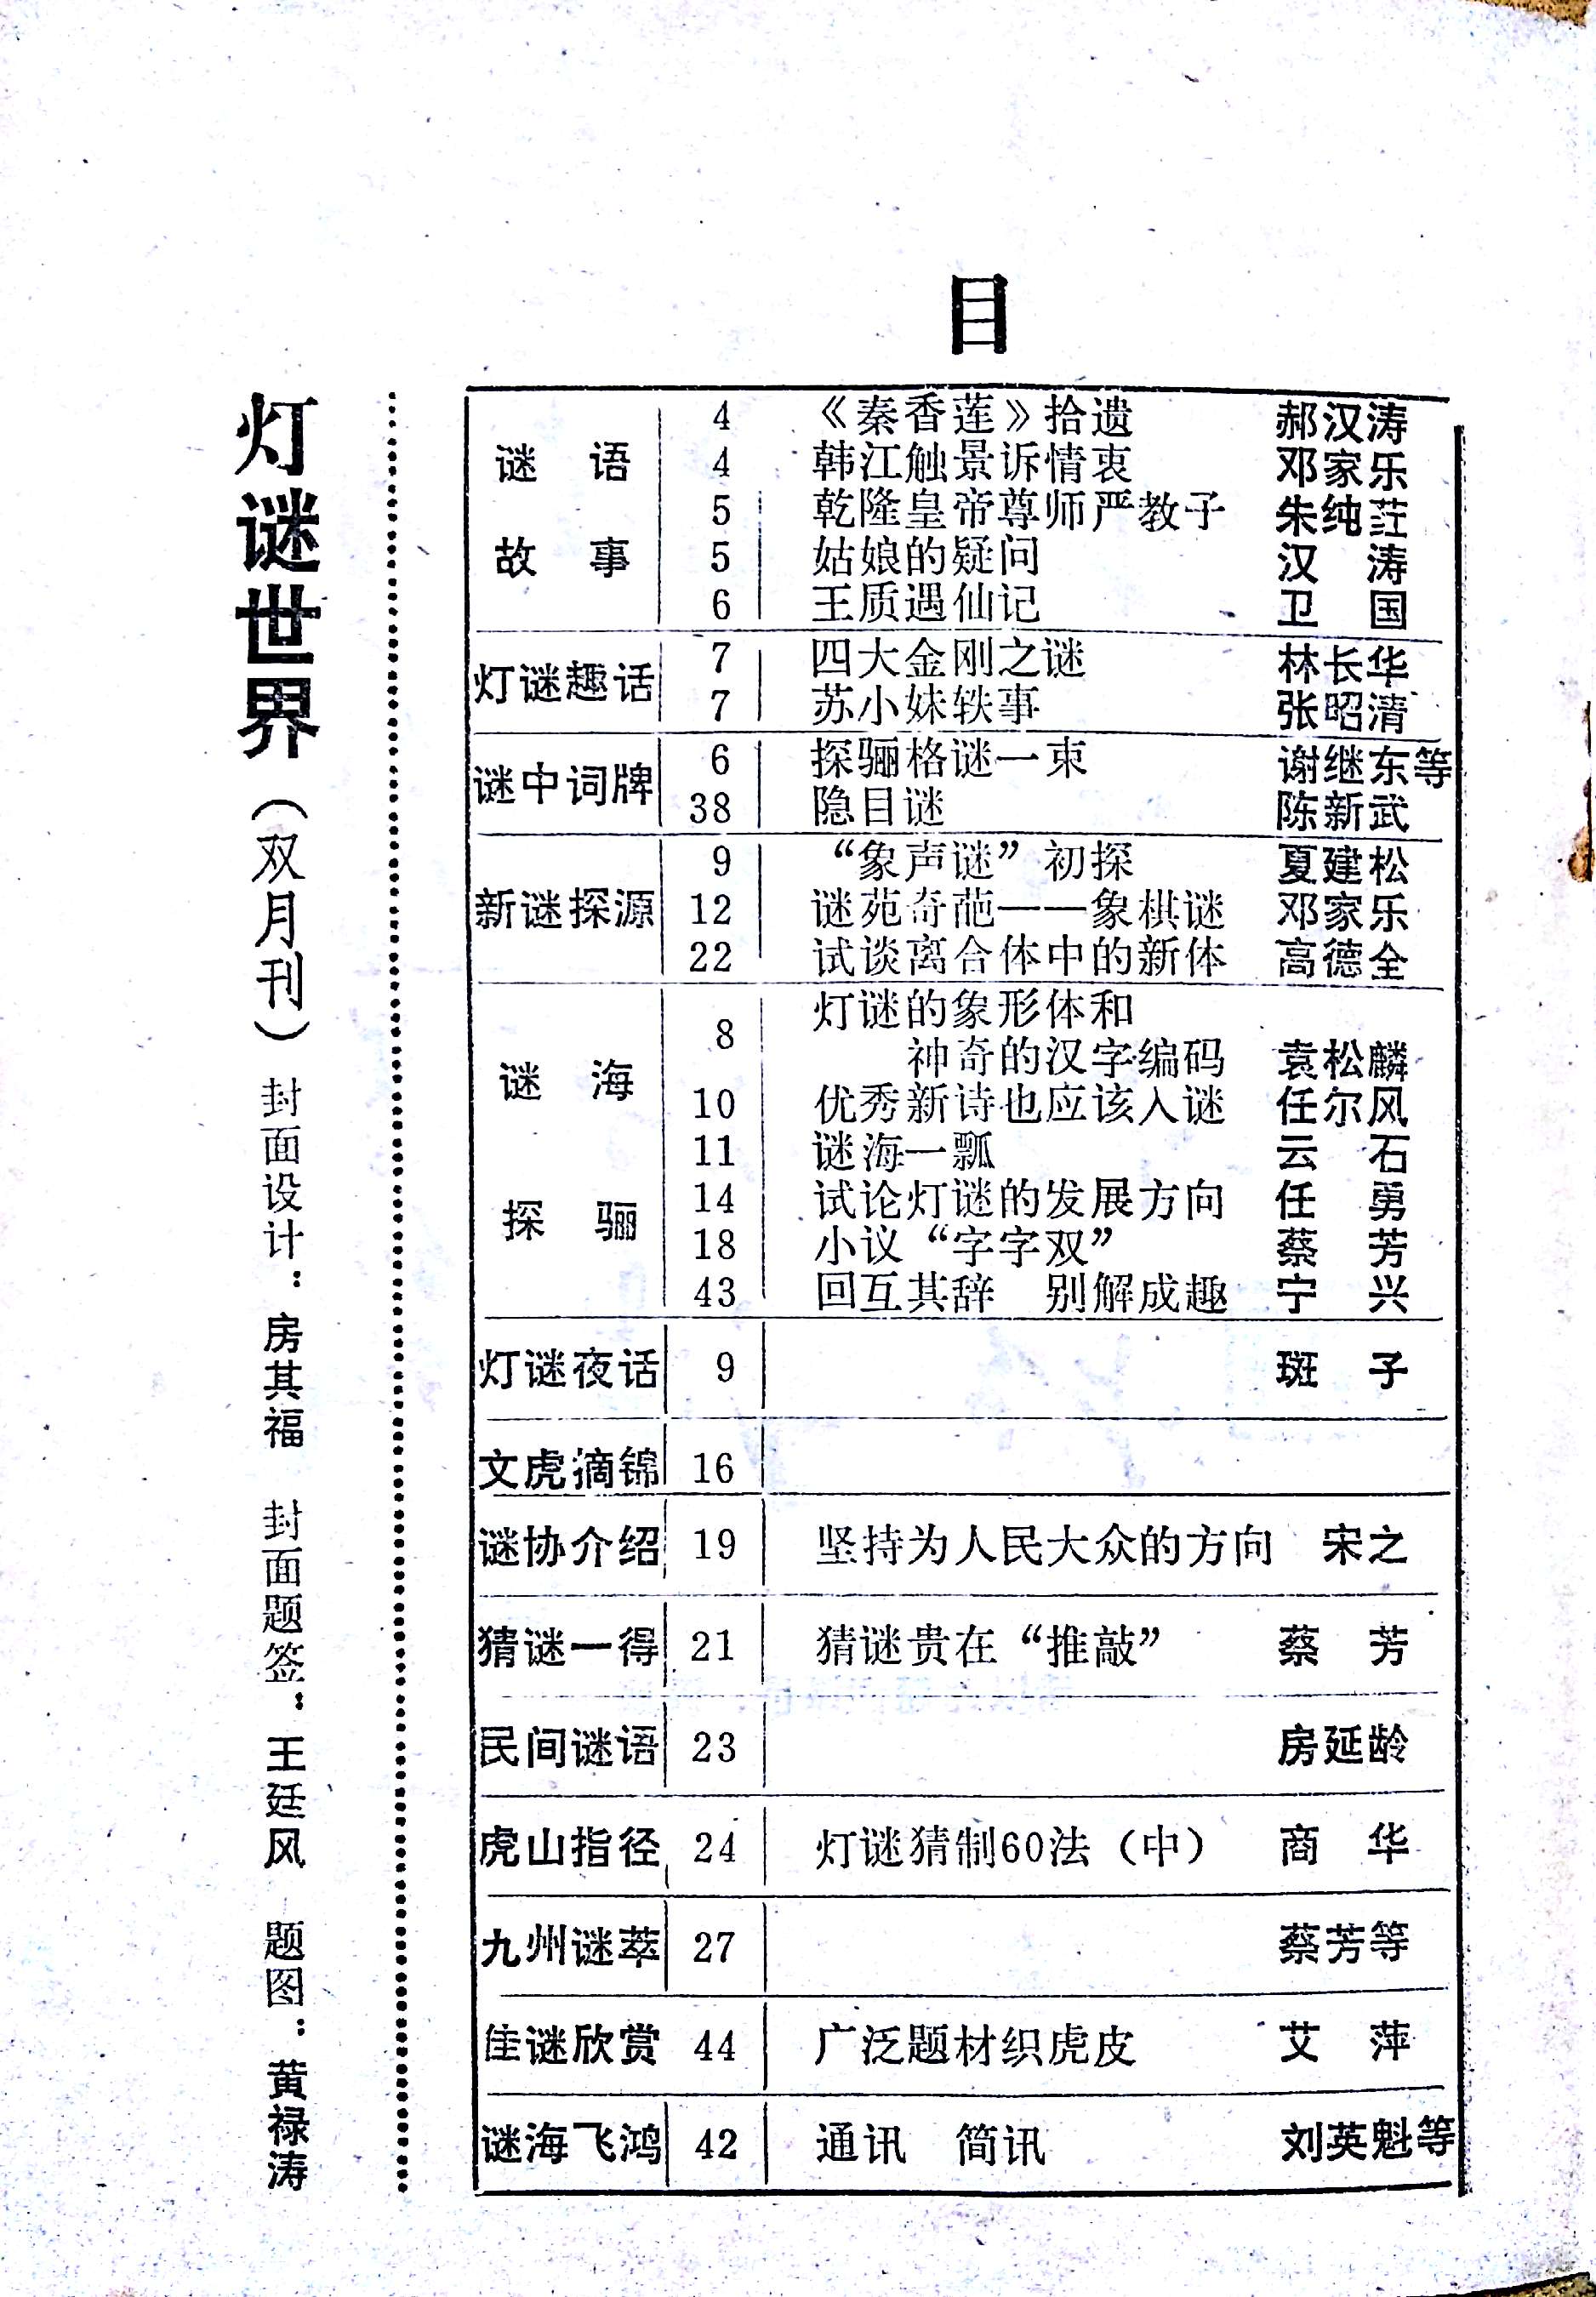 目
灯谜世界（双月刊） 封面设计：房其福 封面题签：王廷风 题图：黄禄涛
谜语故事
4 《秦香莲》拾遗 郝汉涛
4 韩江触景诉情衷 邓家乐
5 乾隆皇帝尊师严教子 朱纯
5 姑娘的疑问 汉涛
6 王质遇仙记 卫国
灯谜趣话
7 四大金刚之谜 林长华
7 苏小妹轶事 张昭清
谜中词牌
6 探骊格谜一束 谢继东等
38 隐目谜 陈新武
新谜探源
9 “象声谜”初探 夏建松
12 谜苑奇葩——象棋谜 邓家乐
22 试谈离合体中的新体 高德全
谜海探骊
8 灯谜的象形体和
神奇的汉字编码 袁松麟
10 优秀新诗也应该入谜 任尔风
11 谜海一瓢 云石
14 试论灯谜的发展方向 任勇
18 小议“字字双” 蔡芳
43 回互其辞 别解成趣 宁兴
灯谜夜话 9 斑子
文虎摘锦 16
谜协介绍 19 坚持为人民大众的方向 宋之
猜谜一得 21 猜谜贵在“推敲” 蔡芳
民间谜语 23 房延龄
虎山指径 24 灯谜猜制60法（中） 商华
九州谜萃 27 蔡芳等
佳谜欣赏 44 广泛题材织虎皮 艾萍
谜海飞鸿 42 通讯 简讯 刘英魁等